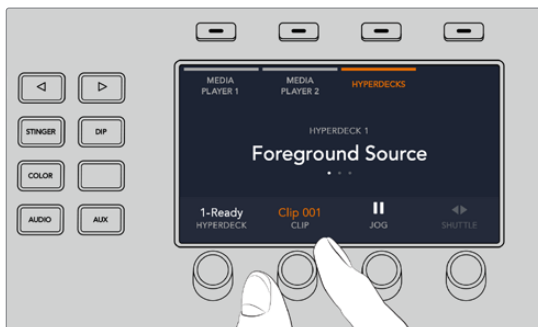 MEDIA
PLAYER 1
MEDIA
PLAYER 2
HYPERDECKS
HYPERDECK 1
Foreground Source
1-Ready
HYPERDECK
Clip 001
CLIP
JOG
SHUTTLE
STINGER
DIP
COLOR
AUDIO
AUX